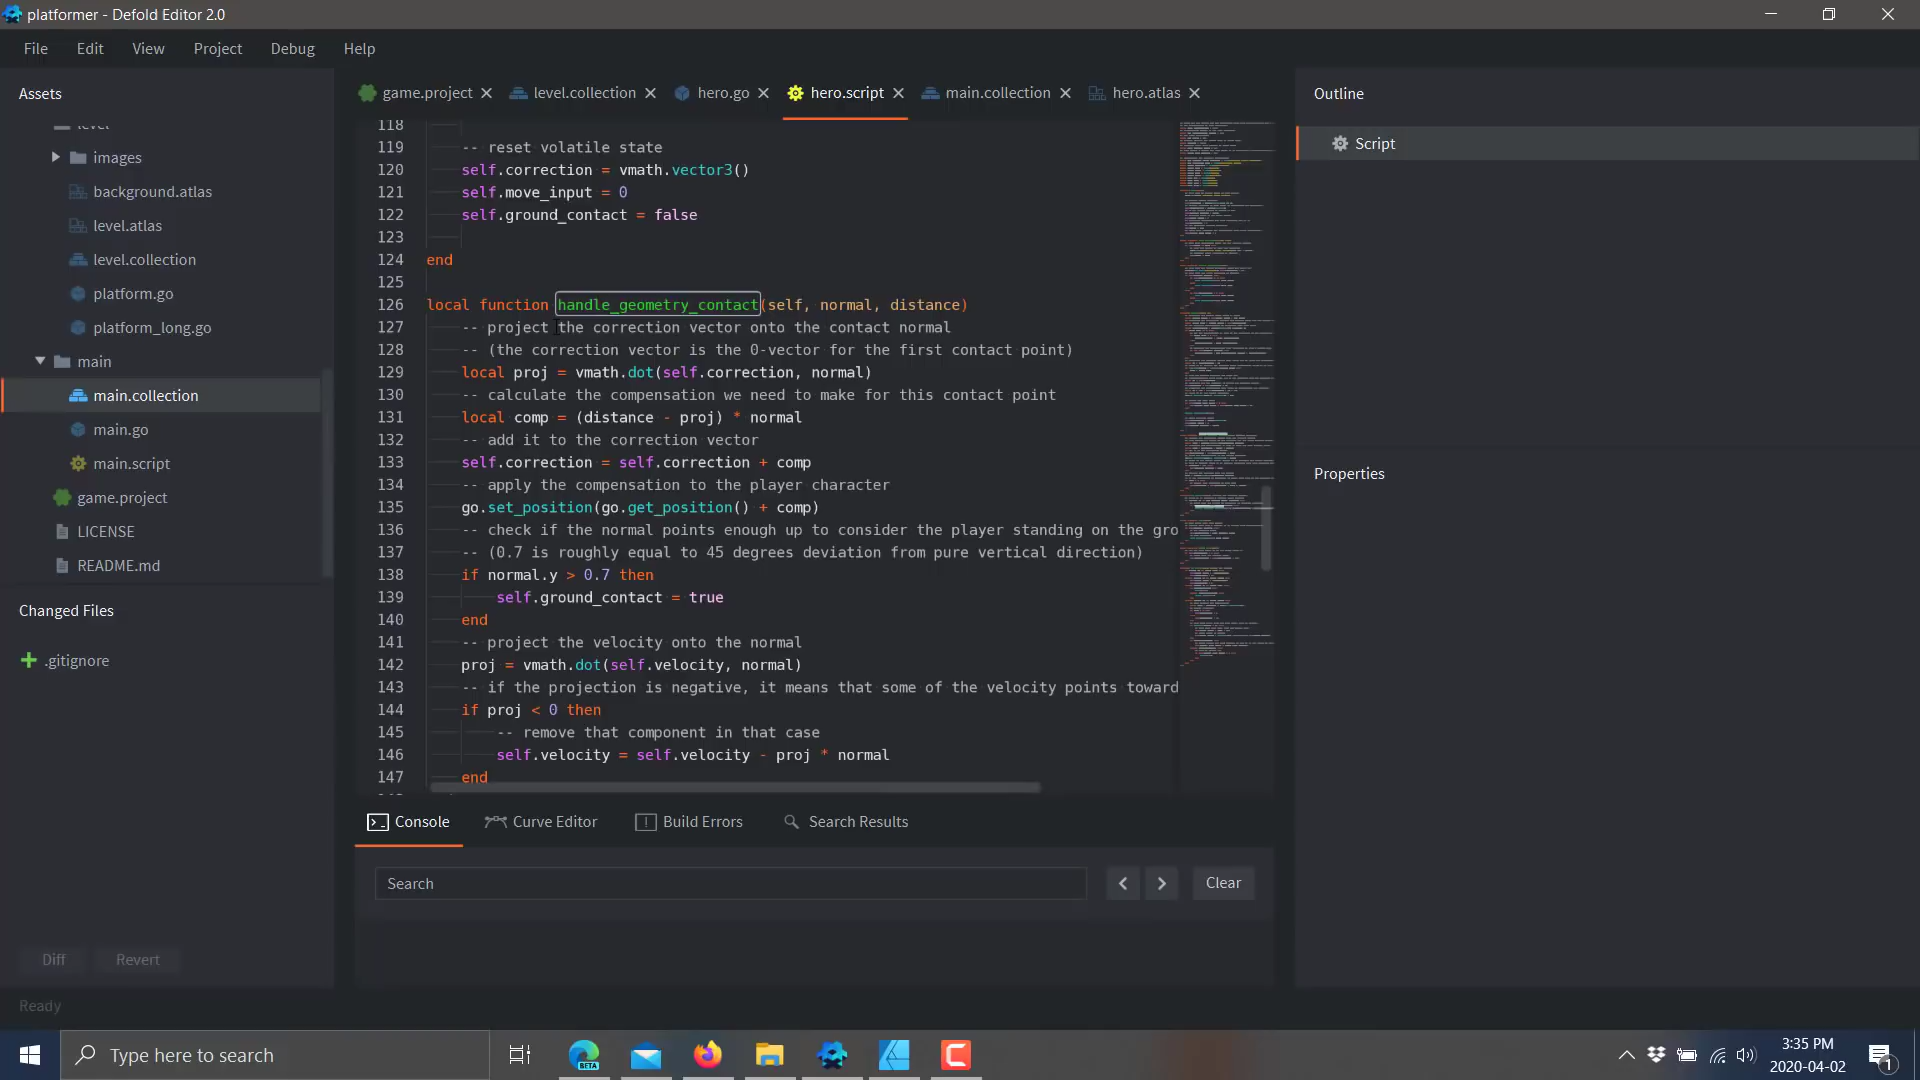 platformer - Defold Editor 2.0
File Edit View Project Debug Help
Assets
level
images
background.atlas
level.atlas
level.collection
platform.go
platform_long.go
main
main.collection
main.go
main.script
game.project
LICENSE
README.md
Changed Files
.gitignore
Diff Revert
Ready
game.project level.collection hero.go hero.script main.collection hero.atlas
118
119 -- reset volatile state
120 self.correction = vmath.vector3()
121 self.move_input = 0
122 self.ground_contact = false
123
124 end
125
126 local function handle_geometry_contact(self, normal, distance)
127 -- project the correction vector onto the contact normal
128 -- (the correction vector is the 0-vector for the first contact point)
129 local proj = vmath.dot(self.correction, normal)
130 -- calculate the compensation we need to make for this contact point
131 local comp = (distance - proj) * normal
132 -- add it to the correction vector
133 self.correction = self.correction + comp
134 -- apply the compensation to the player character
135 go.set_position(go.get_position() + comp)
136 -- check if the normal points enough up to consider the player standing on the gro
137 -- (0.7 is roughly equal to 45 degrees deviation from pure vertical direction)
138 if normal.y > 0.7 then
139 self.ground_contact = true
140 end
141 -- project the velocity onto the normal
142 proj = vmath.dot(self.velocity, normal)
143 -- if the projection is negative, it means that some of the velocity points toward
144 if proj < 0 then
145 -- remove that component in that case
146 self.velocity = self.velocity - proj * normal
147 end
Console Curve Editor Build Errors Search Results
Search Clear
Outline
Script
Properties
Type here to search
BETA
3:35 PM
2020-04-02
1